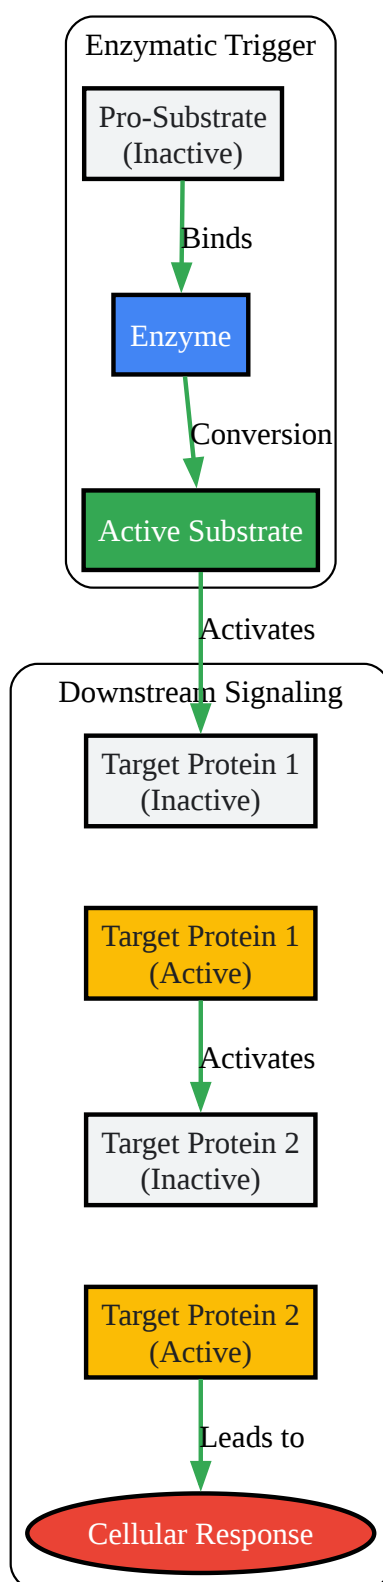 Enzymatic Trigger
Pro-Substrate
(Inactive)
Binds
Enzyme
Conversion
Active Substrate
Activates
Downstream Signaling
Target Protein 1
(Inactive)
Target Protein 1
(Active)
Activates
Target Protein 2
(Inactive)
Target Protein 2
(Active)
Leads to
Cellular Response